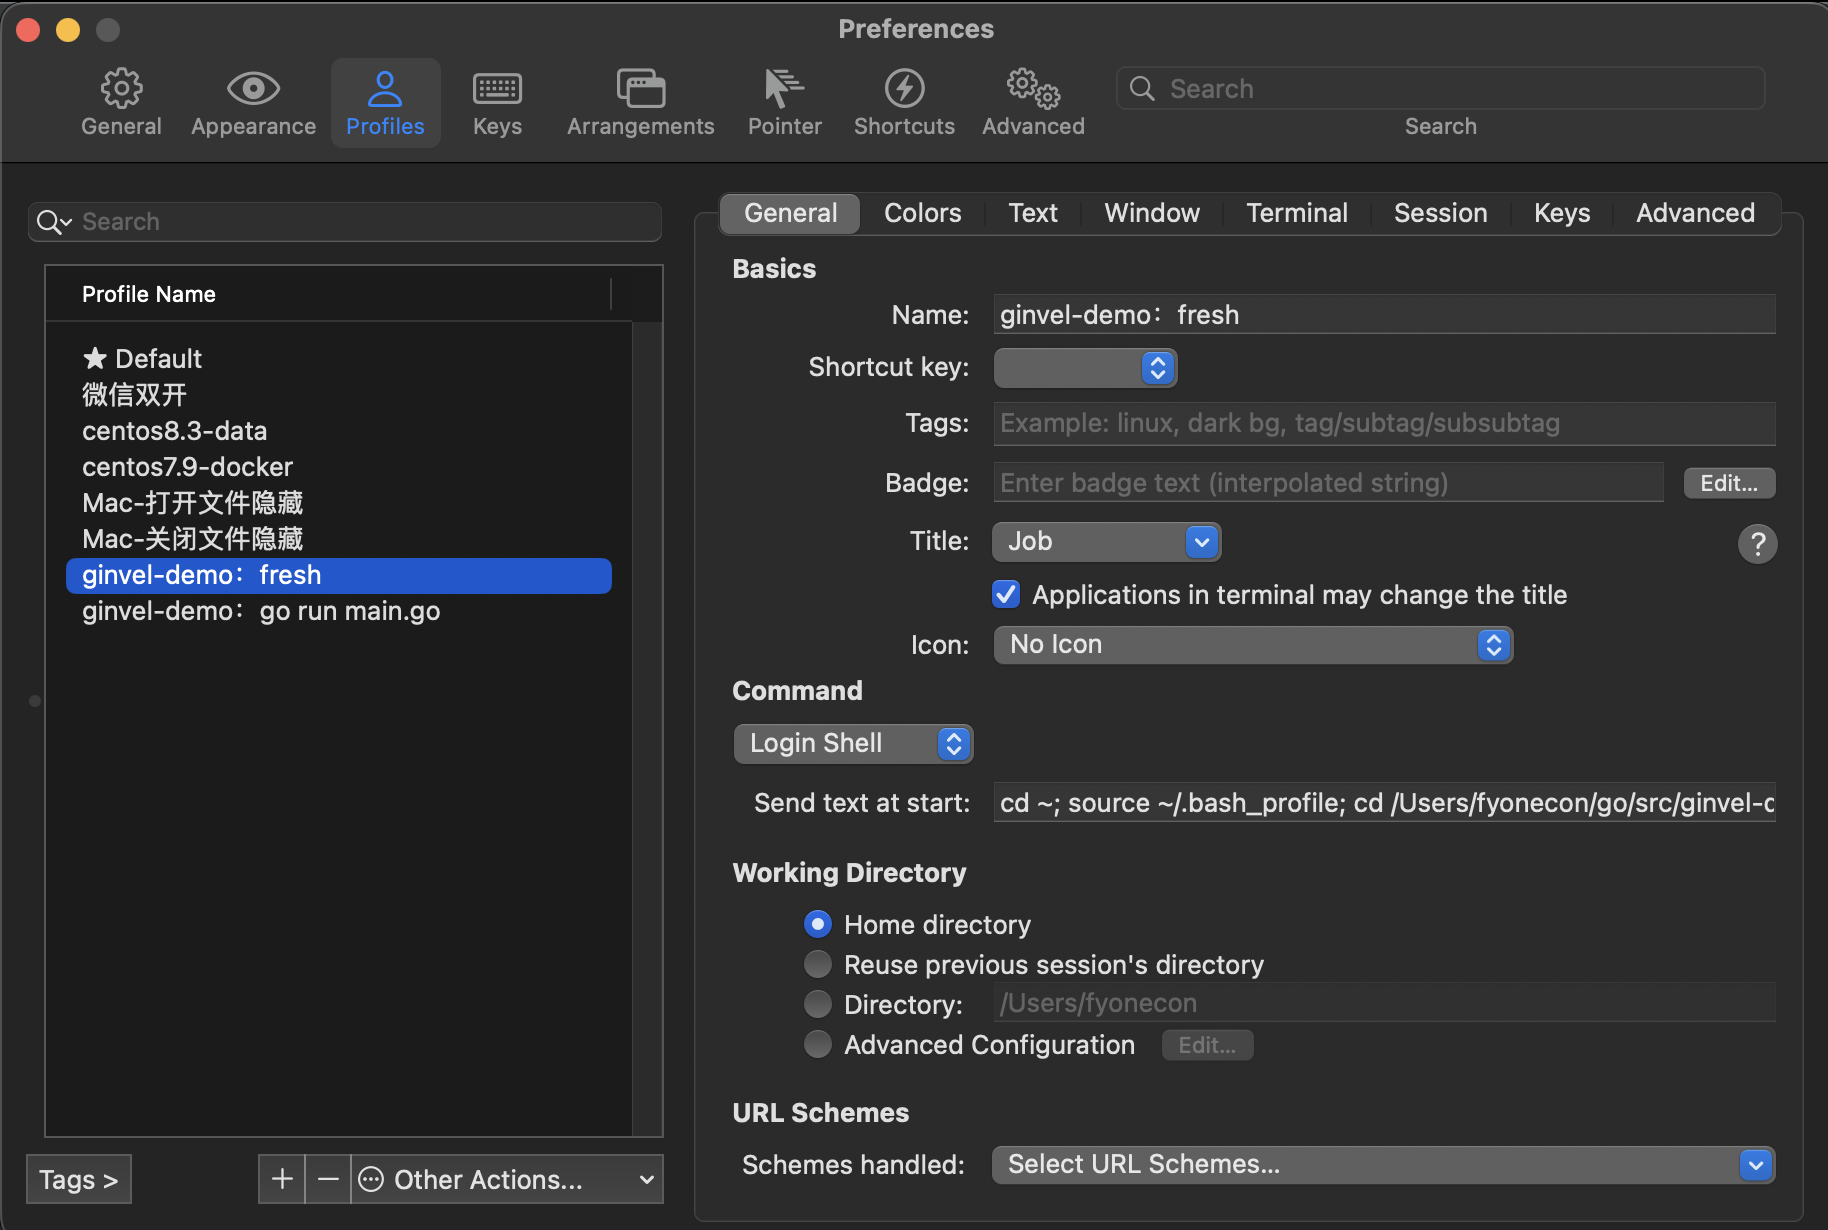 Preferences
General
Appearance
Profiles
Keys
Arrangements
Pointer
Shortcuts
Advanced
Search
Search
Search
Profile Name
★ Default
微信双开
centos8.3-data
centos7.9-docker
Mac-打开文件隐藏
Mac-关闭文件隐藏
ginvel-demo：fresh
ginvel-demo：go run main.go
Tags >
+
−
Other Actions...
General
Colors
Text
Window
Terminal
Session
Keys
Advanced
Basics
Name: ginvel-demo：fresh
Shortcut key:
Tags: Example: linux, dark bg, tag/subtag/subsubtag
Badge: Enter badge text (interpolated string) Edit...
Title: Job ?
Applications in terminal may change the title
Icon: No Icon
Command
Login Shell
Send text at start: cd ~; source ~/.bash_profile; cd /Users/fyonecon/go/src/ginvel-
Working Directory
Home directory
Reuse previous session's directory
Directory: /Users/fyonecon
Advanced Configuration Edit...
URL Schemes
Schemes handled: Select URL Schemes...